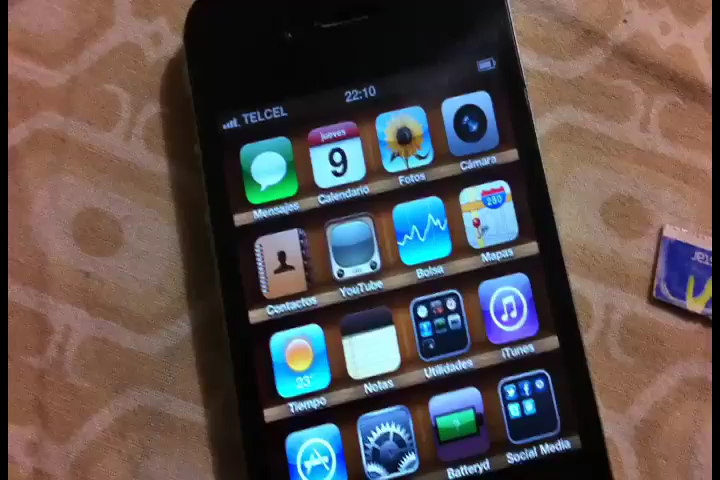 TELCEL 22:10
jueves
9
Mensajes Calendario Fotos Cámara
280
Contactos YouTube Bolsa Mapas
23°
Tiempo Notas Utilidades iTunes
Batteryd Social Media